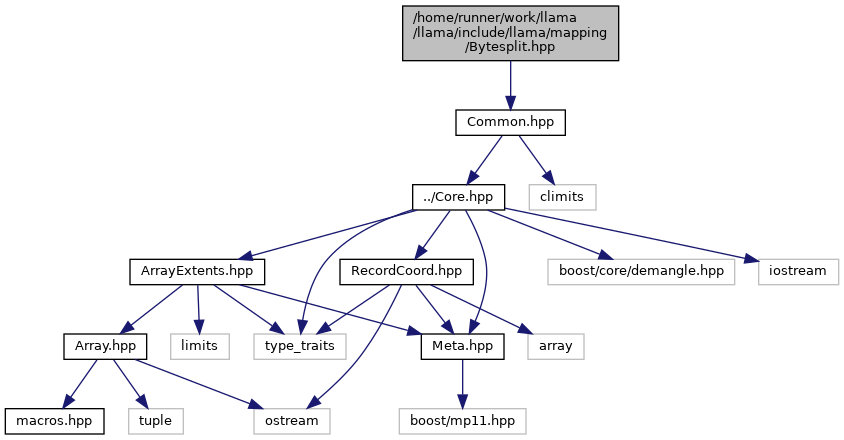 /home/runner/work/llama
/llama/include/llama/mapping
/Bytesplit.hpp
Common.hpp
../Core.hpp
climits
ArrayExtents.hpp
RecordCoord.hpp
boost/core/demangle.hpp
iostream
Array.hpp
limits
type_traits
Meta.hpp
array
macros.hpp
tuple
ostream
boost/mp11.hpp